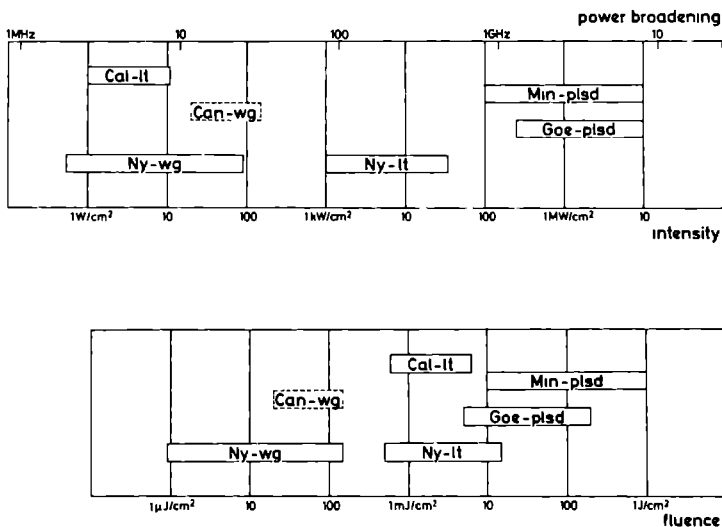 power broadening
1MHz 10 100 1GHz 10
Cal-lt
Min-plsd
Can-wg
Goe-plsd
Ny-wg Ny-lt
1W/cm² 10 100 1kW/cm² 10 100 1MW/cm² 10
intensity
Cal-lt
Min-plsd
Can-wg
Goe-plsd
Ny-wg Ny-lt
1μJ/cm² 10 100 1mJ/cm² 10 100 1J/cm²
fluence